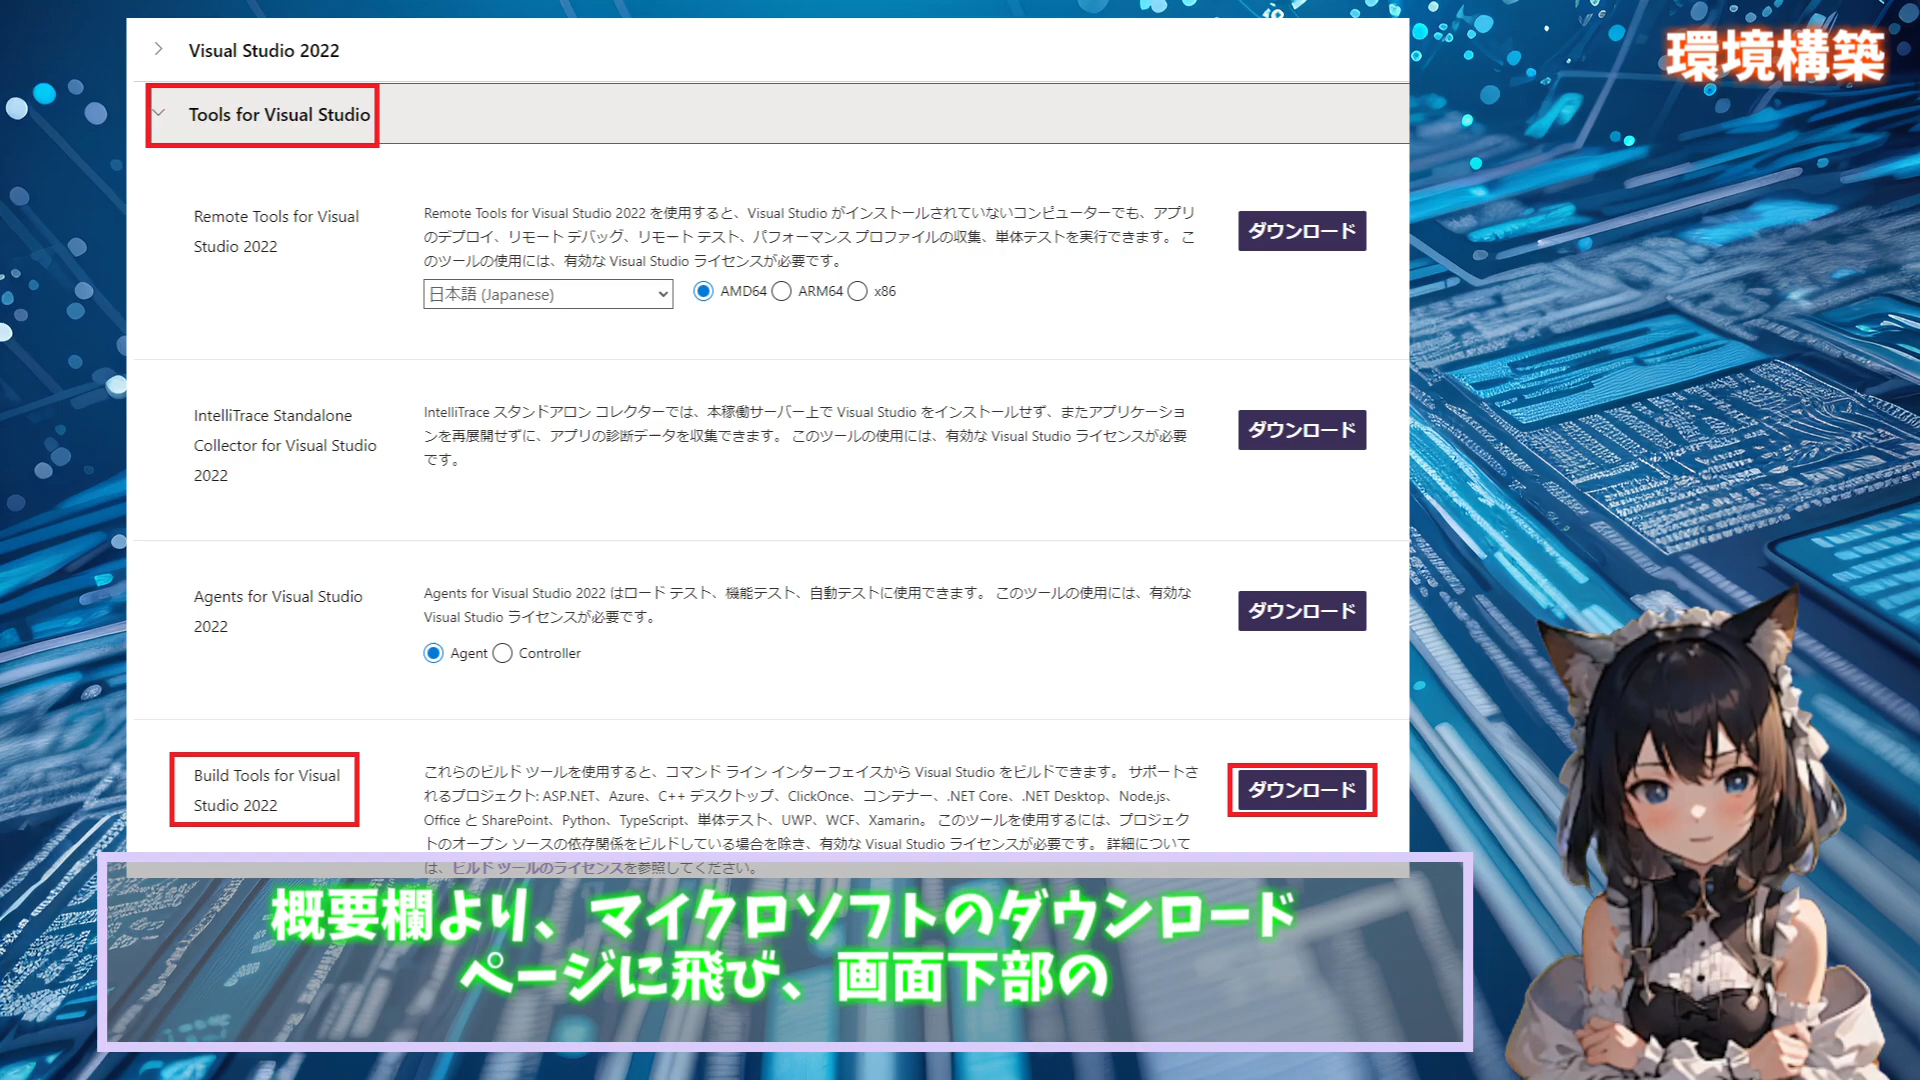 環境構築
Visual Studio 2022
Tools for Visual Studio
Remote Tools for Visual
Studio 2022
Remote Tools for Visual Studio 2022 を使用すると、Visual Studio がインストールされていないコンピューターでも、アプリ
のデプロイ、リモート デバッグ、リモート テスト、パフォーマンス プロファイルの収集、単体テストを実行できます。 こ
のツールの使用には、有効な Visual Studio ライセンスが必要です。
日本語 (Japanese)
AMD64 ARM64 x86
ダウンロード
IntelliTrace Standalone
Collector for Visual Studio
2022
IntelliTrace スタンドアロン コレクターでは、本稼働サーバー上で Visual Studio をインストールせず、またアプリケーショ
ンを再展開せずに、アプリの診断データを収集できます。 このツールの使用には、有効な Visual Studio ライセンスが必要
です。
ダウンロード
Agents for Visual Studio
2022
Agents for Visual Studio 2022 はロード テスト、機能テスト、自動テストに使用できます。 このツールの使用には、有効な
Visual Studio ライセンスが必要です。
Agent Controller
ダウンロード
Build Tools for Visual
Studio 2022
これらのビルド ツールを使用すると、コマンド ライン インターフェイスから Visual Studio をビルドできます。 サポートさ
れるプロジェクト: ASP.NET、Azure、C++ デスクトップ、ClickOnce、コンテナー、.NET Core、.NET Desktop、Node.js、
Office と SharePoint、Python、TypeScript、単体テスト、UWP、WCF、Xamarin。 このツールを使用するには、プロジェク
トのオープン ソースの依存関係をビルドしている場合を除き、有効な Visual Studio ライセンスが必要です。 詳細について
は、ビルド ツールのライセンスを参照してください。
ダウンロード
概要欄より、マイクロソフトのダウンロード
ページに飛び、画面下部の